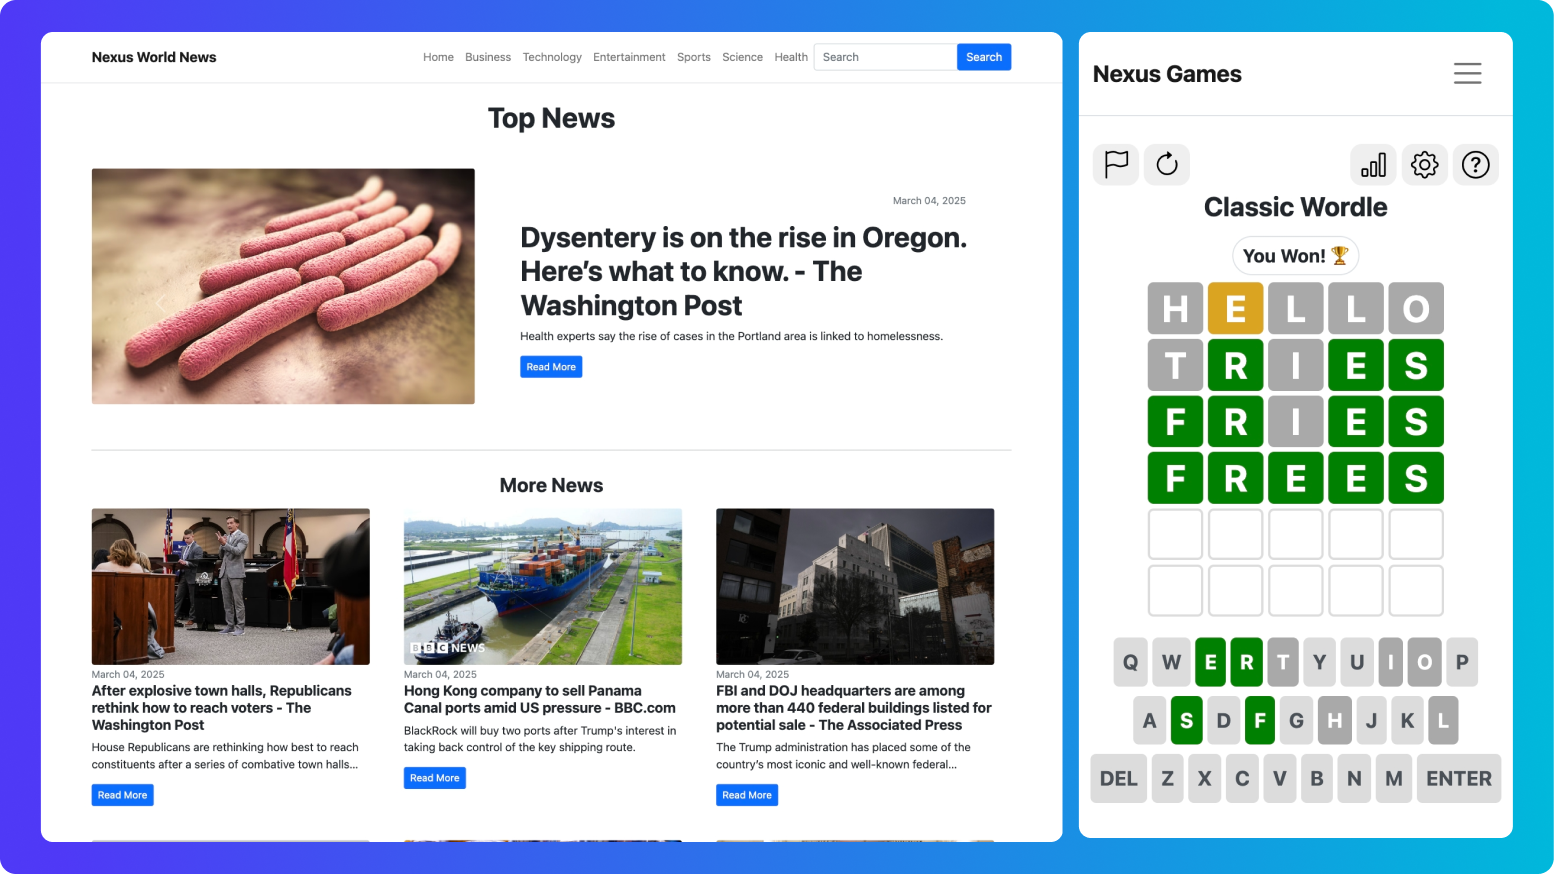 Nexus World News
Home Business Technology Entertainment Sports Science Health Search Search
Top News
March 04, 2025
Dysentery is on the rise in Oregon.
Here's what to know. - The
Washington Post
Health experts say the rise of cases in the Portland area is linked to homelessness.
Read More
More News
BBC NEWS
March 04, 2025
After explosive town halls, Republicans
rethink how to reach voters - The
Washington Post
House Republicans are rethinking how best to reach
constituents after a series of combative town halls...
Read More
March 04, 2025
Hong Kong company to sell Panama
Canal ports amid US pressure - BBC.com
BlackRock will buy two ports after Trump's interest in
taking back control of the key shipping route.
Read More
March 04, 2025
FBI and DOJ headquarters are among
more than 440 federal buildings listed for
potential sale - The Associated Press
The Trump administration has placed some of the
country's most iconic and well-known federal...
Read More
Nexus Games
?
Classic Wordle
You Won! 🏆
H E L L O
T R I E S
F R I E S
F R E E S
Q W E R T Y U I O P
A S D F G H J K L
DEL Z X C V B N M ENTER